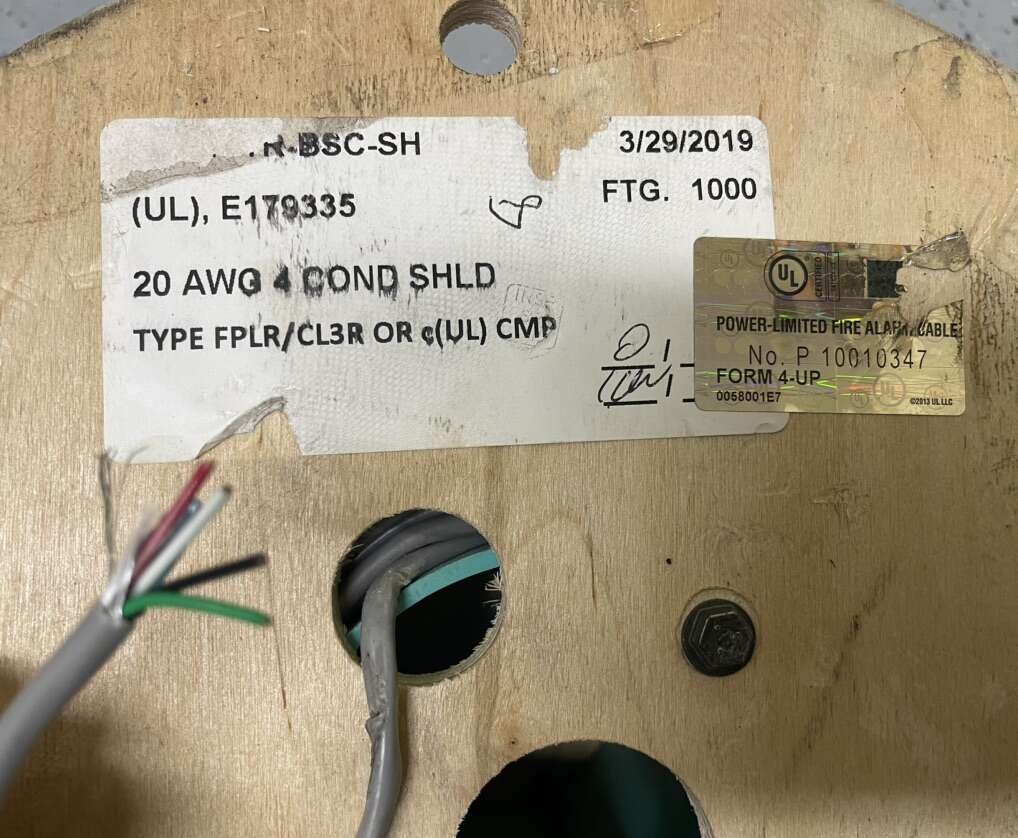 R-BSC-SH
3/29/2019
(UL), E179335
FTG. 1000
20 AWG 4 COND SHLD
TYPE FPLR/CL3R OR c(UL) CMP
UL
CERTIFIED
POWER-LIMITED FIRE ALARM CABLE
No. P 10010347
FORM 4-UP
0058001E7
©2013 UL LLC